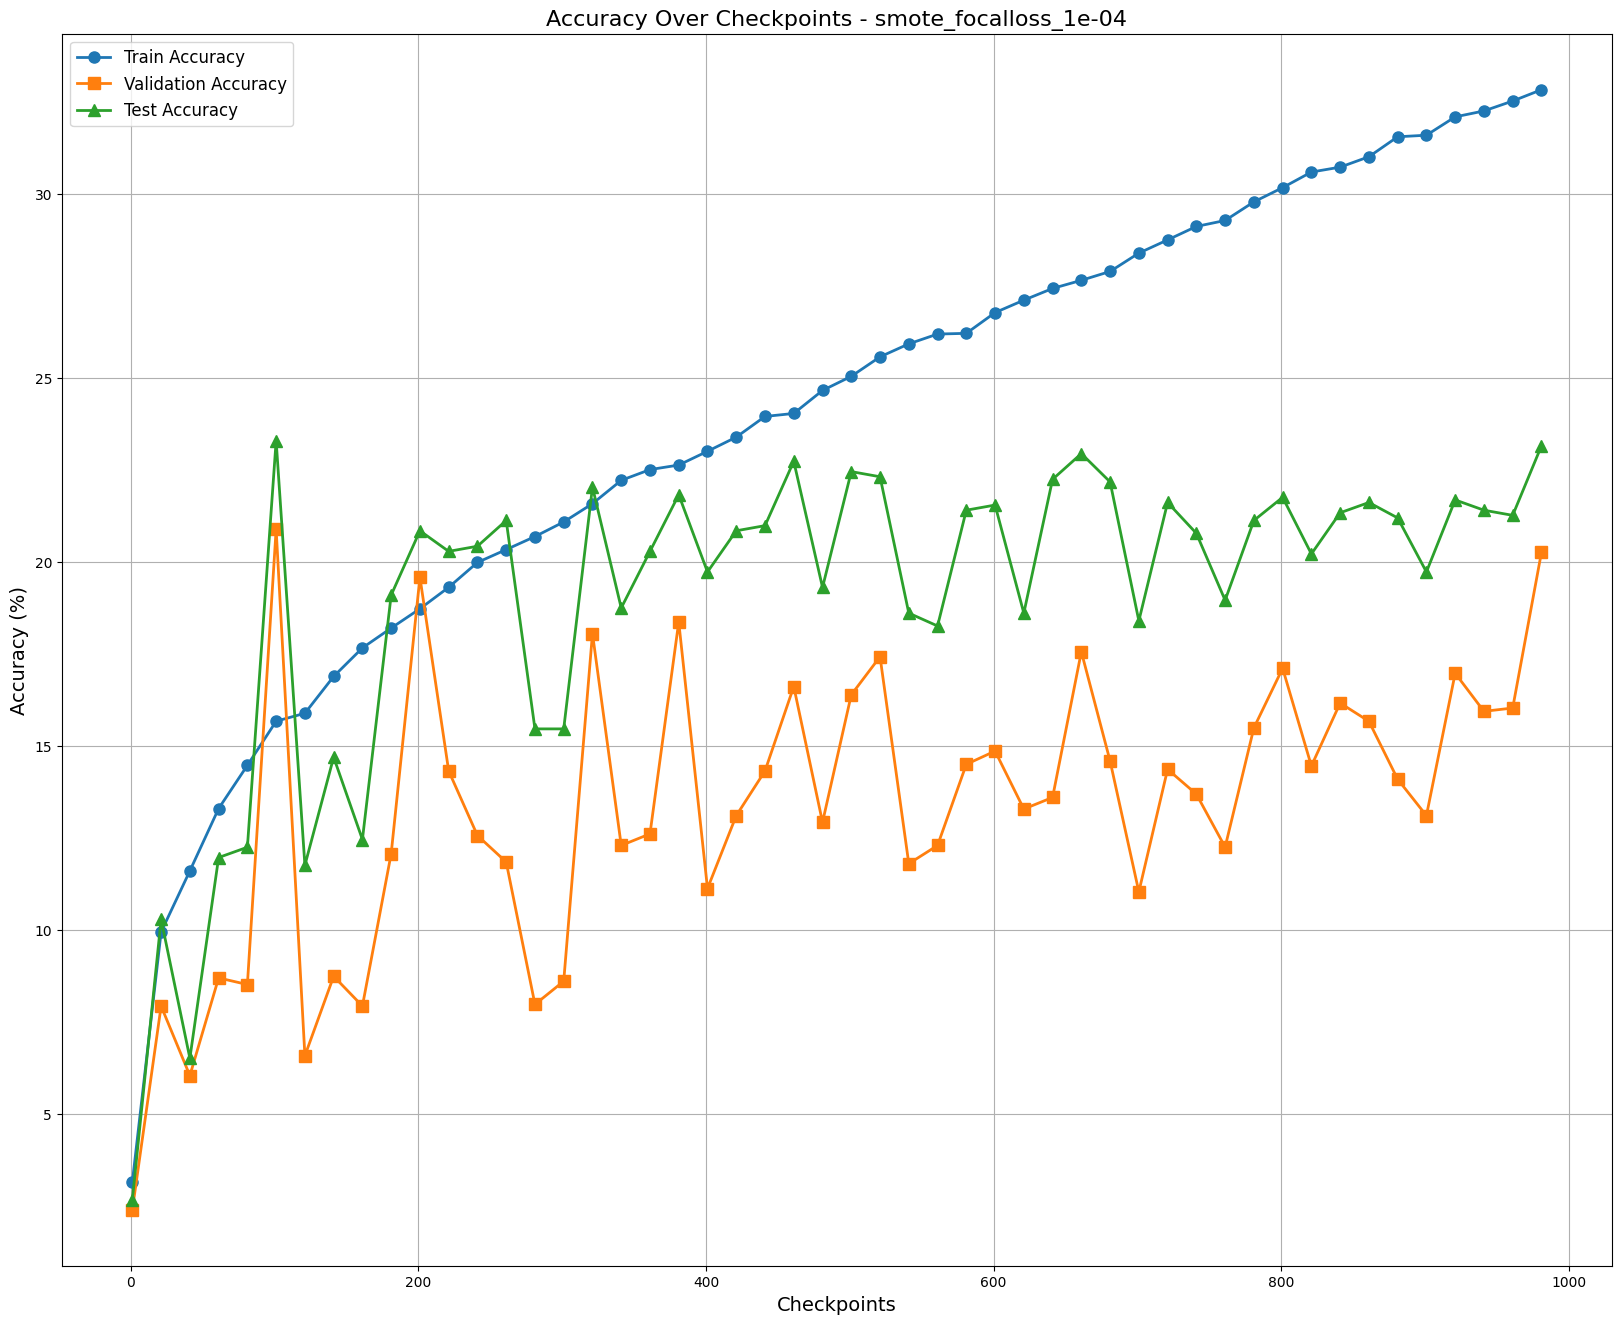 Accuracy Over Checkpoints - smote_focalloss_1e-04
Train Accuracy
Validation Accuracy
Test Accuracy
Accuracy (%)
30
25
20
15
10
5
0
200
400
600
800
1000
Checkpoints